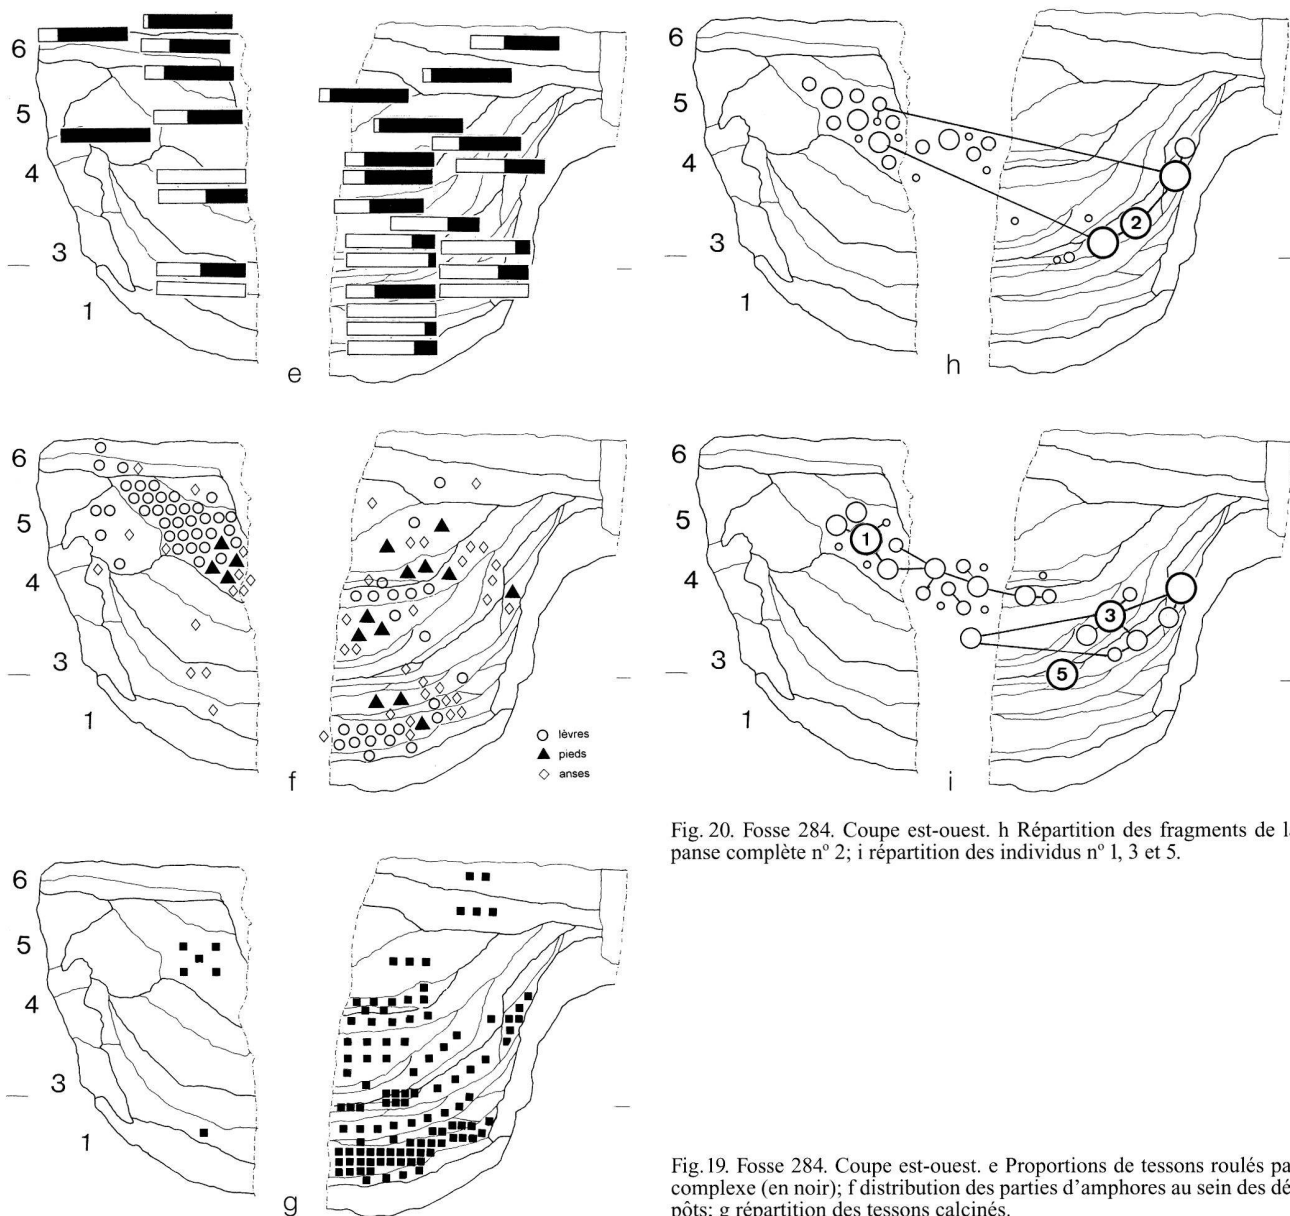 6
5
4
3
1
e
6
5
4
3
1
2
h
6
5
4
3
1
lèvres
pieds
anses
f
6
5
4
3
1
1
3
5
i
Fig. 20. Fosse 284. Coupe est-ouest. h Répartition des fragments de
panse complète nº 2; i répartition des individus nº 1, 3 et 5.
6
5
4
3
1
g
Fig. 19. Fosse 284. Coupe est-ouest. e Proportions de tessons roulés
complexe (en noir); f distribution des parties d'amphores au sein des dé-
pôts; g répartition des tessons calcinés.